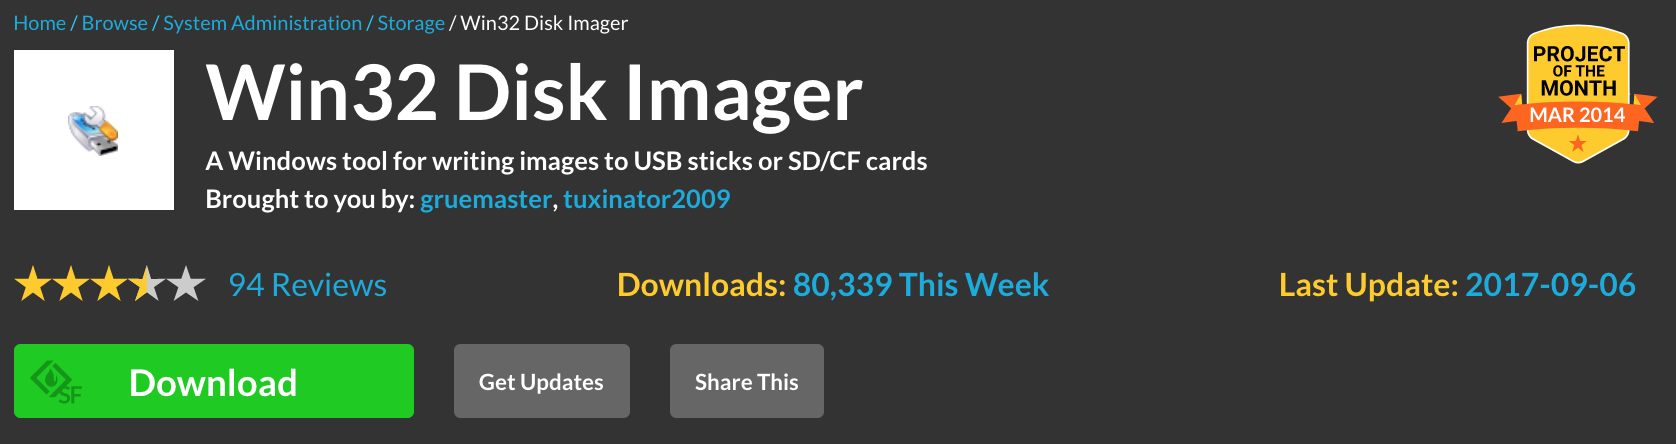 Home / Browse / System Administration / Storage / Win32 Disk Imager
Win32 Disk Imager
A Windows tool for writing images to USB sticks or SD/CF cards
Brought to you by: gruemaster, tuxinator2009
PROJECT
OF THE
MONTH
MAR 2014
94 Reviews
Downloads: 80,339 This Week
Last Update: 2017-09-06
SF
Download
Get Updates
Share This